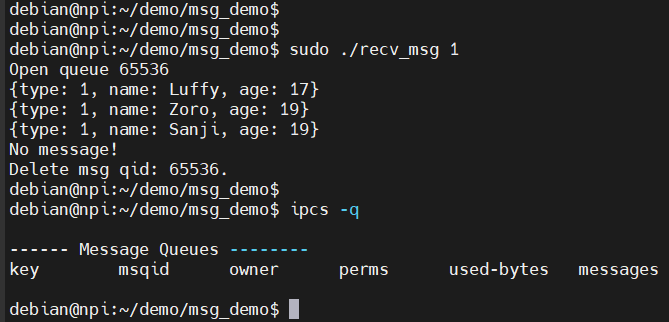 debian@npi:~/demo/msg_demo$
debian@npi:~/demo/msg_demo$
debian@npi:~/demo/msg_demo$ sudo ./recv_msg 1
Open queue 65536
{type: 1, name: Luffy, age: 17}
{type: 1, name: Zoro, age: 19}
{type: 1, name: Sanji, age: 19}
No message!
Delete msg qid: 65536.
debian@npi:~/demo/msg_demo$
debian@npi:~/demo/msg_demo$ ipcs -q
------ Message Queues --------
key        msqid      owner      perms      used-bytes   messages
debian@npi:~/demo/msg_demo$